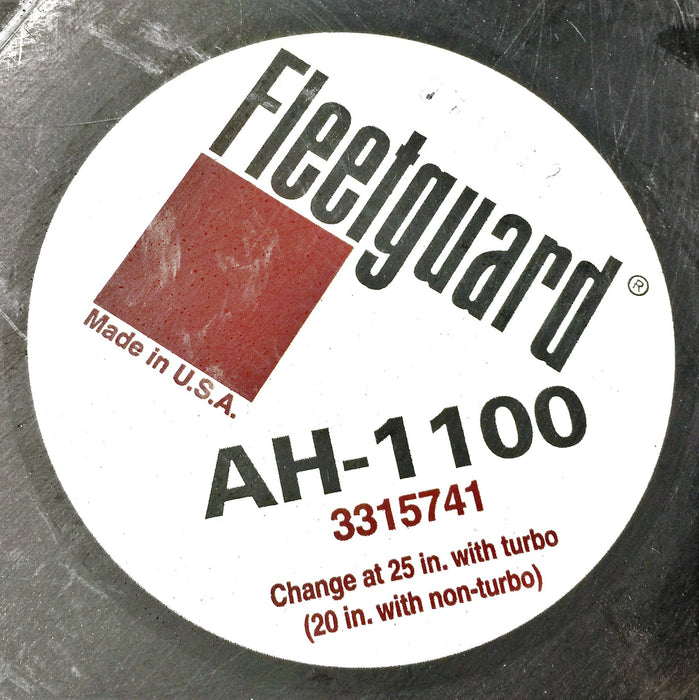 Fleetguard®
Made in U.S.A.
AH-1100
3315741
Change at 25 in. with turbo
(20 in. with non-turbo)